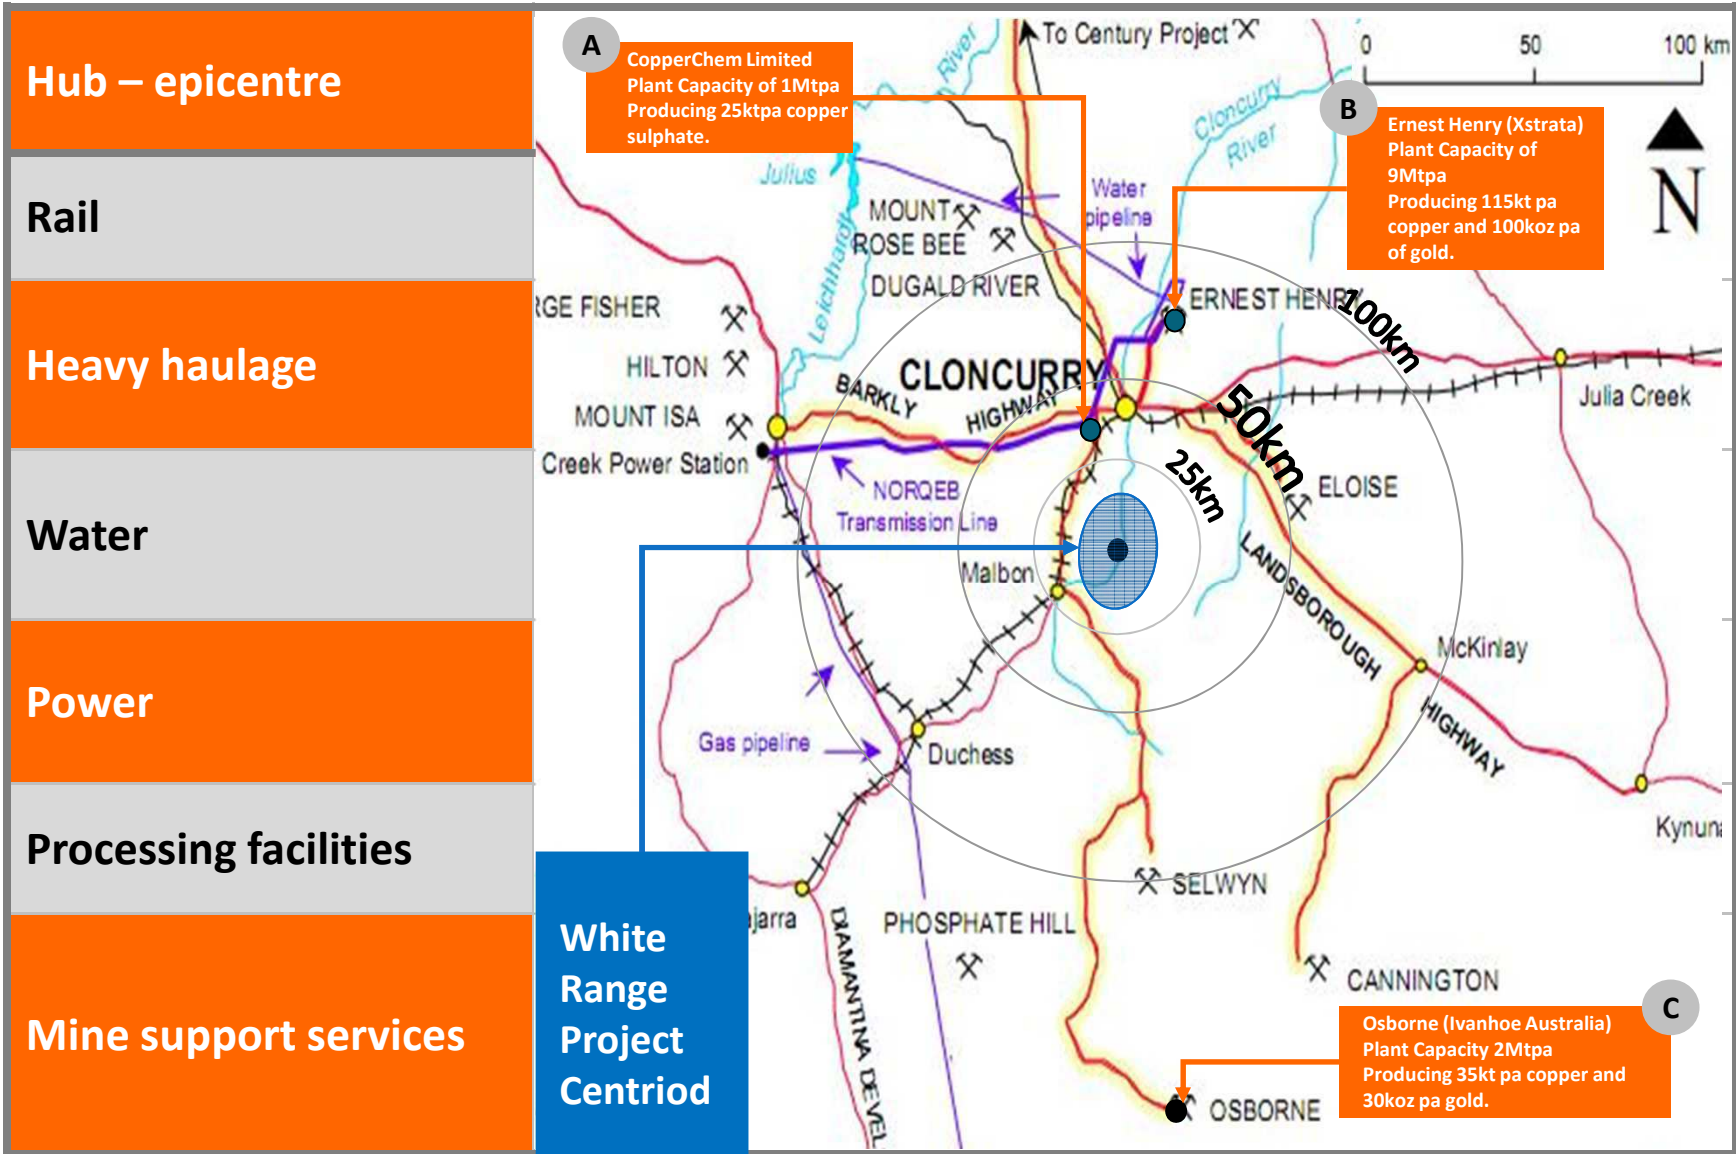 Hub – epicentre
Rail
Heavy haulage
Water
Power
Processing facilities
Mine support services
A
CopperChem Limited
Plant Capacity of 1Mtpa
Producing 25ktpa copper
sulphate.
To Century Project
0 50 100 km
B
Ernest Henry (Xstrata)
Plant Capacity of
9Mtpa
Producing 115kt pa
copper and 100koz pa
of gold.
N
River
Cloncurry
River
Julius
Leichhardt
Water
pipeline
MOUNT
ROSE BEE
DUGALD RIVER
RGE FISHER
HILTON
MOUNT ISA
Creek Power Station
ERNEST HENRY
100km
CLONCURRY
BARKLY
HIGHWAY
Julia Creek
50km
25km
ELOISE
NORQEB
Transmission Line
Malbon
LANDSBOROUGH
HIGHWAY
McKinlay
Gas pipeline
Duchess
Kynuna
SELWYN
ajarra
PHOSPHATE HILL
DIAMANTINA DEVEL
CANNINGTON
White
Range
Project
Centriod
C
Osborne (Ivanhoe Australia)
Plant Capacity 2Mtpa
Producing 35kt pa copper and
30koz pa gold.
OSBORNE